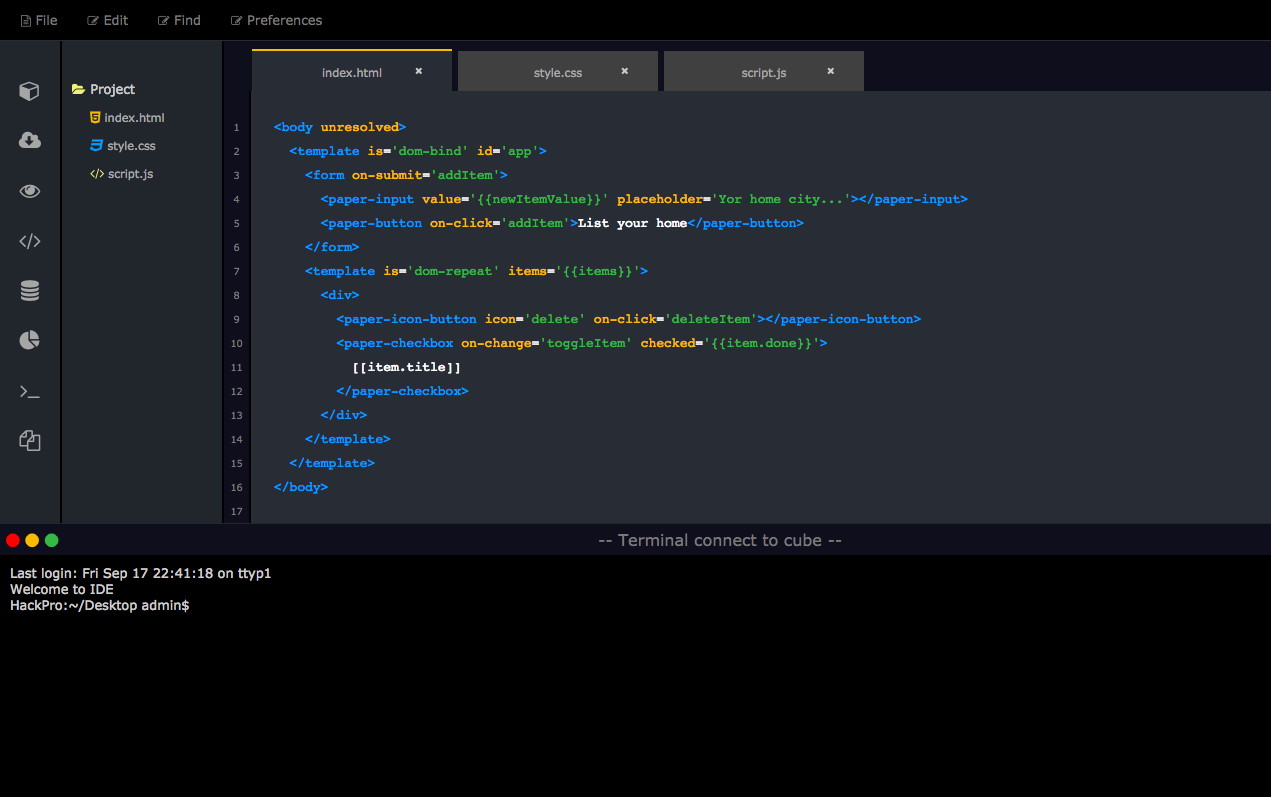 File Edit Find Preferences
index.html × style.css × script.js ×
Project
index.html
style.css
</> script.js
1 <body unresolved>
2 <template is='dom-bind' id='app'>
3 <form on-submit='addItem'>
4 <paper-input value='{{newItemValue}}' placeholder='Yor home city...'></paper-input>
5 <paper-button on-click='addItem'>List your home</paper-button>
6 </form>
7 <template is='dom-repeat' items='{{items}}'>
8 <div>
9 <paper-icon-button icon='delete' on-click='deleteItem'></paper-icon-button>
10 <paper-checkbox on-change='toggleItem' checked='{{item.done}}'>
11 [[item.title]]
12 </paper-checkbox>
13 </div>
14 </template>
15 </template>
16 </body>
17
-- Terminal connect to cube --
Last login: Fri Sep 17 22:41:18 on ttyp1
Welcome to IDE
HackPro:~/Desktop admin$